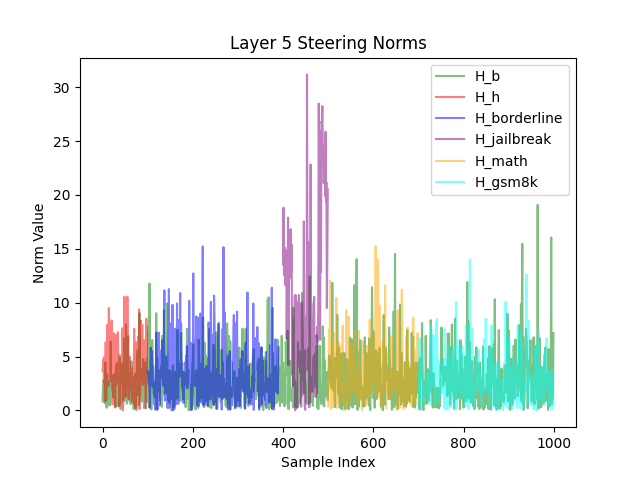 Layer 5 Steering Norms
30
25
20
15
10
5
0
Norm Value
H_b
H_h
H_borderline
H_jailbreak
H_math
H_gsm8k
0
200
400
600
800
1000
Sample Index